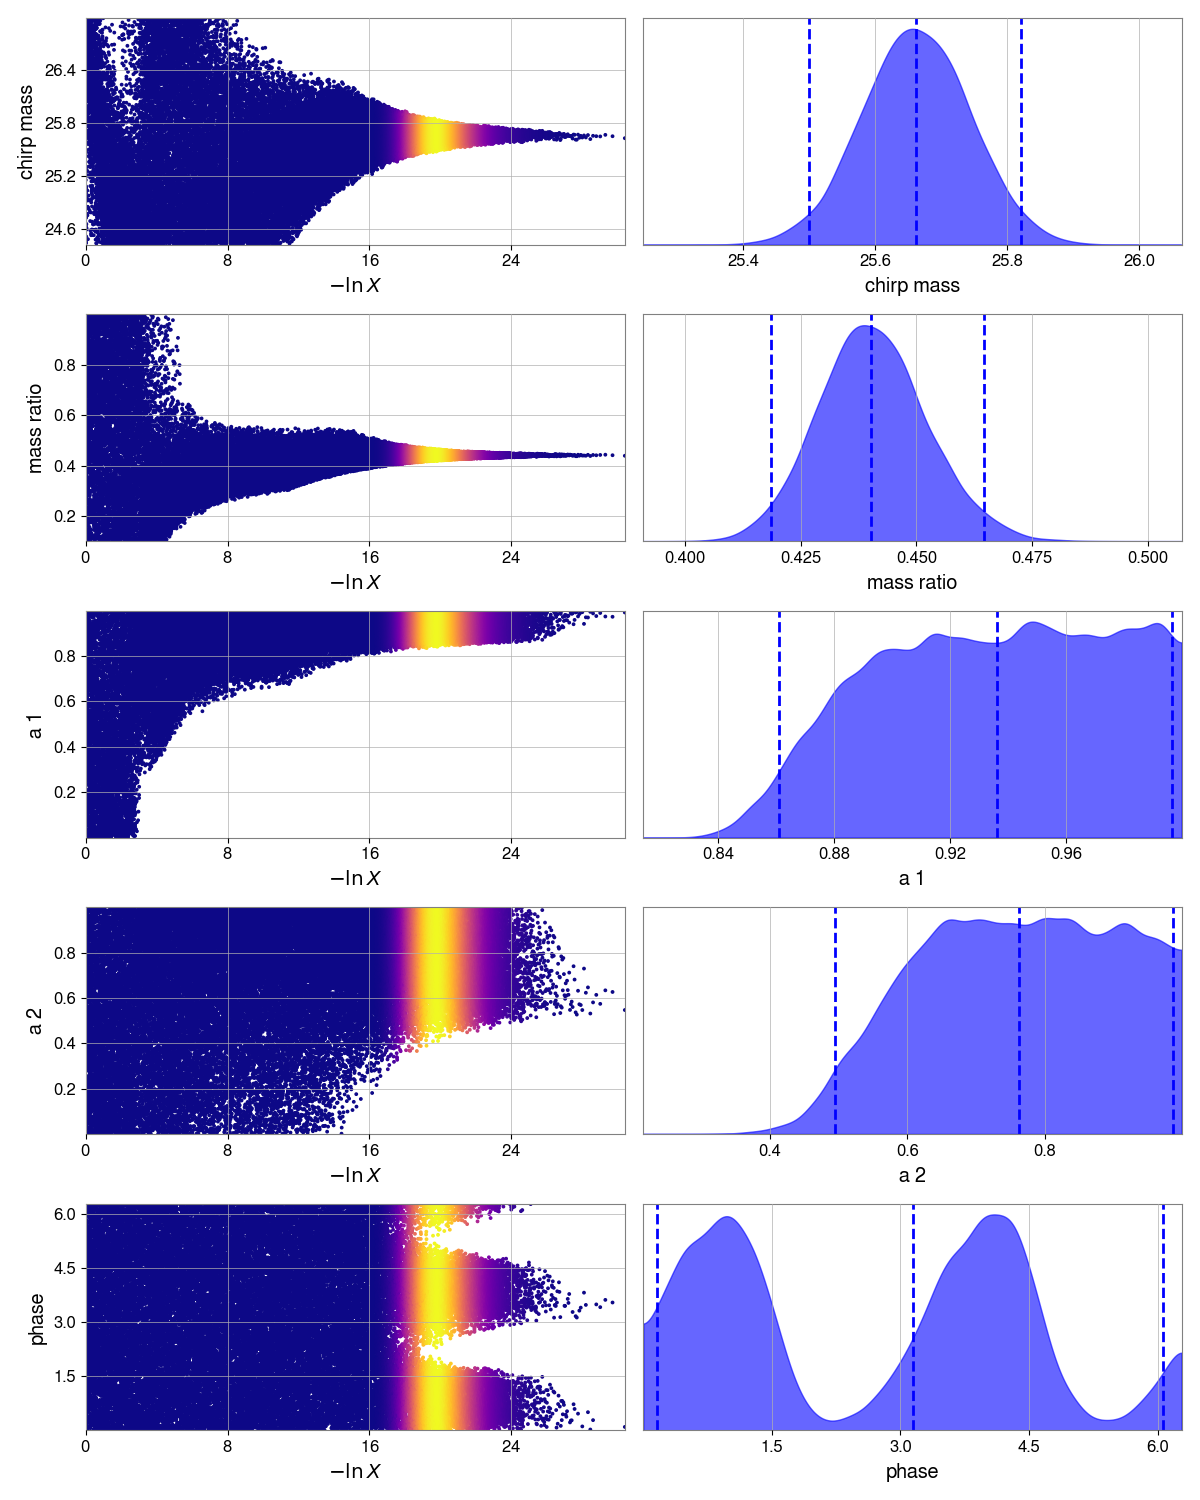 26.4
25.8
25.2
24.6
chirp mass
0 8 16 24
−ln X
25.4 25.6 25.8 26.0
chirp mass
0.8
0.6
0.4
0.2
mass ratio
0 8 16 24
−ln X
0.400 0.425 0.450 0.475 0.500
mass ratio
0.8
0.6
0.4
0.2
a 1
0 8 16 24
−ln X
0.84 0.88 0.92 0.96
a 1
0.8
0.6
0.4
0.2
a 2
0 8 16 24
−ln X
0.4 0.6 0.8
a 2
6.0
4.5
3.0
1.5
phase
0 8 16 24
−ln X
1.5 3.0 4.5 6.0
phase